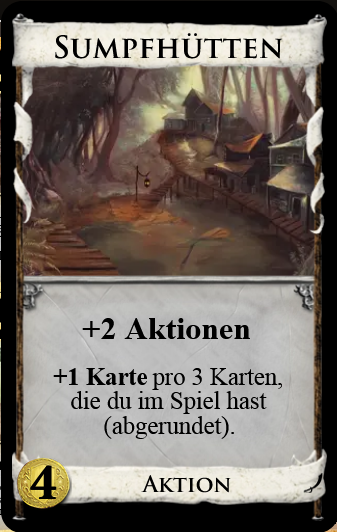 SUMPFHÜTTEN
+2 Aktionen
+1 Karte pro 3 Karten,
die du im Spiel hast
(abgerundet).
4
AKTION